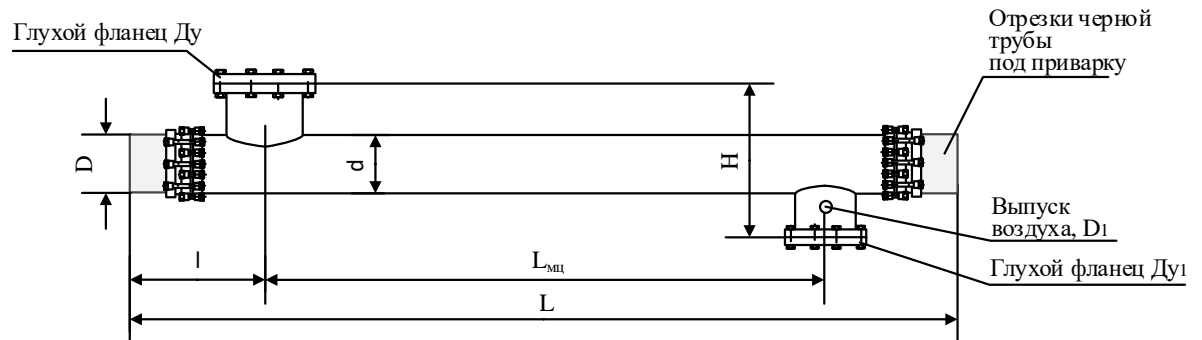 Глухой фланец Ду
Отрезки черной
трубы
под приварку
D
d
H
Выпуск
воздуха, D1
l
Lмц
Глухой фланец Ду1
L